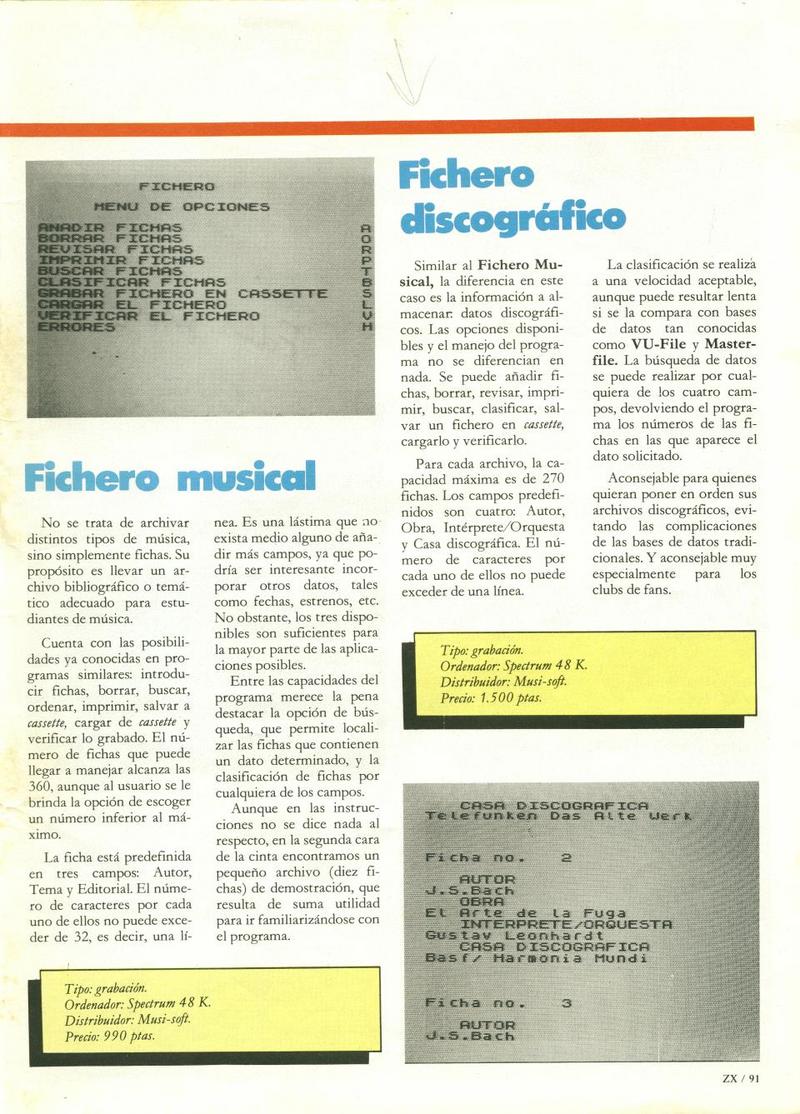 FICHERO
MENU DE OPCIONES
ANADIR FICHAS A
BORRAR FICHAS O
REVISAR FICHAS R
IMPRIMIR FICHAS P
BUSCAR FICHAS T
CLASIFICAR FICHAS B
GRABAR FICHERO EN CASSETTE S
CARGAR EL FICHERO L
VERIFICAR EL FICHERO V
ERRORES H
Fichero musical
No se trata de archivar
distintos tipos de música,
sino simplemente fichas. Su
propósito es llevar un ar-
chivo bibliográfico o temá-
tico adecuado para estu-
diantes de música.
Cuenta con las posibili-
dades ya conocidas en pro-
gramas similares: introdu-
cir fichas, borrar, buscar,
ordenar, imprimir, salvar a
cassette, cargar de cassette y
verificar lo grabado. El nú-
mero de fichas que puede
llegar a manejar alcanza las
360, aunque al usuario se le
brinda la opción de escoger
un número inferior al má-
ximo.
La ficha está predefinida
en tres campos: Autor,
Tema y Editorial. El núme-
ro de caracteres por cada
uno de ellos no puede exce-
der de 32, es decir, una lí-
nea. Es una lástima que no
exista medio alguno de aña-
dir más campos, ya que po-
dría ser interesante incor-
porar otros datos, tales
como fechas, estrenos, etc.
No obstante, los tres dispo-
nibles son suficientes para
la mayor parte de las aplica-
ciones posibles.
Entre las capacidades del
programa merece la pena
destacar la opción de bús-
queda, que permite locali-
zar las fichas que contienen
un dato determinado, y la
clasificación de fichas por
cualquiera de los campos.
Aunque en las instruc-
ciones no se dice nada al
respecto, en la segunda cara
de la cinta encontramos un
pequeño archivo (diez fi-
chas) de demostración, que
resulta de suma utilidad
para ir familiarizándose con
el programa.
Tipo: grabación.
Ordenador: Spectrum 48 K.
Distribuidor: Musi-soft.
Precio: 990 ptas.
Fichero
discográfico
Similar al Fichero Mu-
sical, la diferencia en este
caso es la información a al-
macenar: datos discográfi-
cos. Las opciones disponi-
bles y el manejo del progra-
ma no se diferencian en
nada. Se puede añadir fi-
chas, borrar, revisar, impri-
mir, buscar, clasificar, sal-
var un fichero en cassette,
cargarlo y verificarlo.
Para cada archivo, la ca-
pacidad máxima es de 270
fichas. Los campos predefi-
nidos son cuatro: Autor,
Obra, Intérprete/Orquesta
y Casa discográfica. El nú-
mero de caracteres por
cada uno de ellos no puede
exceder de una línea.
La clasificación se realiza
a una velocidad aceptable,
aunque puede resultar lenta
si se la compara con bases
de datos tan conocidas
como VU-File y Master-
file. La búsqueda de datos
se puede realizar por cual-
quiera de los cuatro cam-
pos, devolviendo el progra-
ma los números de las fi-
chas en las que aparece el
dato solicitado.
Aconsejable para quienes
quieran poner en orden sus
archivos discográficos, evi-
tando las complicaciones
de las bases de datos tradi-
cionales. Y aconsejable muy
especialmente para los
clubs de fans.
Tipo: grabación.
Ordenador: Spectrum 48 K.
Distribuidor: Musi-soft.
Precio: 1.500 ptas.
CASA DISCOGRAFICA
Telefunken Das Alte Werk
Ficha no. 2
AUTOR
J.S.Bach
OBRA
El Arte de la Fuga
INTERPRETE/ORQUESTA
Gustav Leonhardt
CASA DISCOGRAFICA
Basf/ Harmonia Mundi
Ficha no. 3
AUTOR
J.S.Bach
ZX / 91